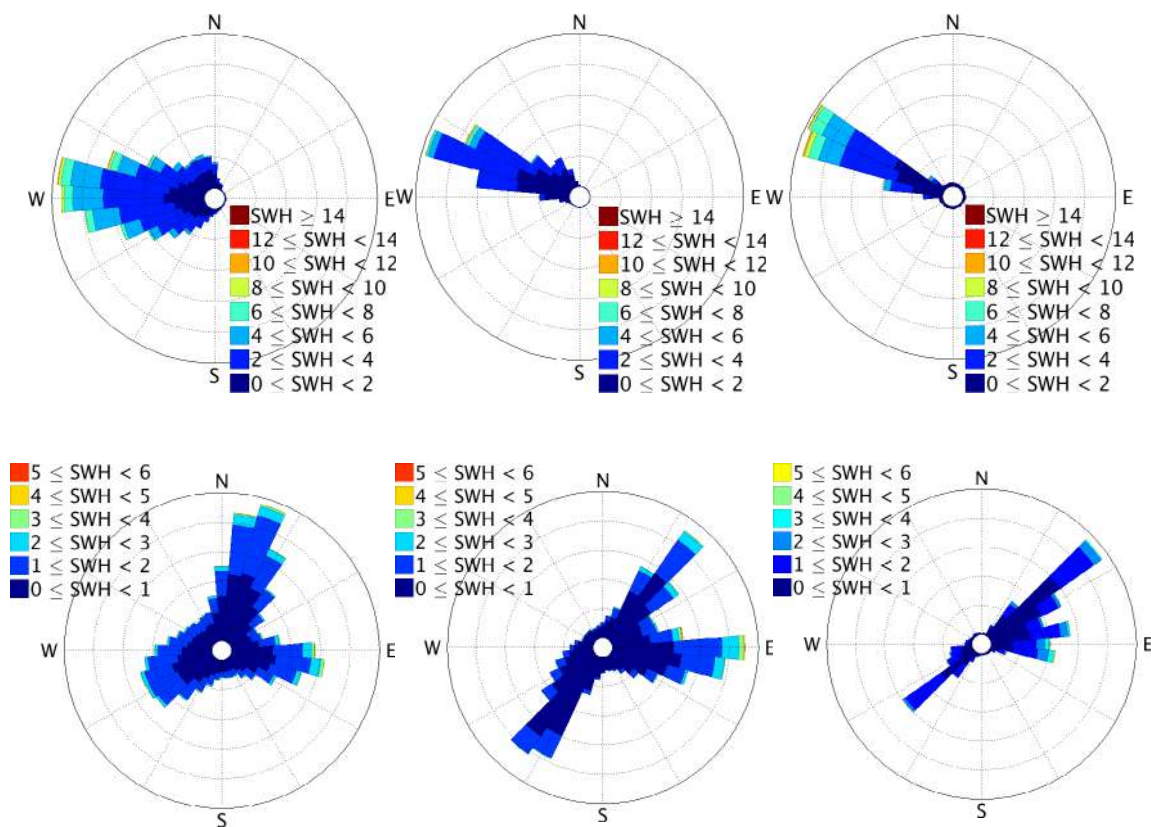 N
W
E
S
SWH ≥ 14
12 ≤ SWH < 14
10 ≤ SWH < 12
8 ≤ SWH < 10
6 ≤ SWH < 8
4 ≤ SWH < 6
2 ≤ SWH < 4
0 ≤ SWH < 2
N
W
E
S
SWH ≥ 14
12 ≤ SWH < 14
10 ≤ SWH < 12
8 ≤ SWH < 10
6 ≤ SWH < 8
4 ≤ SWH < 6
2 ≤ SWH < 4
0 ≤ SWH < 2
N
W
E
S
SWH ≥ 14
12 ≤ SWH < 14
10 ≤ SWH < 12
8 ≤ SWH < 10
6 ≤ SWH < 8
4 ≤ SWH < 6
2 ≤ SWH < 4
0 ≤ SWH < 2
5 ≤ SWH < 6
4 ≤ SWH < 5
3 ≤ SWH < 4
2 ≤ SWH < 3
1 ≤ SWH < 2
0 ≤ SWH < 1
N
W
E
S
5 ≤ SWH < 6
4 ≤ SWH < 5
3 ≤ SWH < 4
2 ≤ SWH < 3
1 ≤ SWH < 2
0 ≤ SWH < 1
N
W
E
S
5 ≤ SWH < 6
4 ≤ SWH < 5
3 ≤ SWH < 4
2 ≤ SWH < 3
1 ≤ SWH < 2
0 ≤ SWH < 1
N
W
E
S